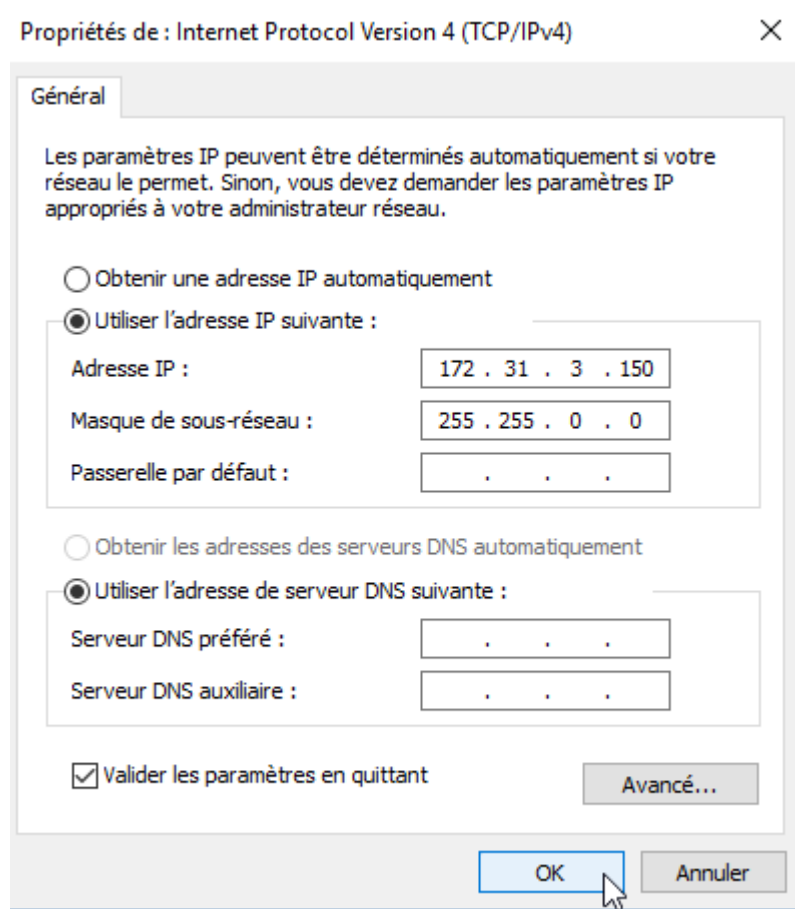 Propriétés de : Internet Protocol Version 4 (TCP/IPv4)
Général
Les paramètres IP peuvent être déterminés automatiquement si votre
réseau le permet. Sinon, vous devez demander les paramètres IP
appropriés à votre administrateur réseau.
Obtenir une adresse IP automatiquement
Utiliser l'adresse IP suivante :
Adresse IP : 172 . 31 . 3 . 150
Masque de sous-réseau : 255 . 255 . 0 . 0
Passerelle par défaut : . . .
Obtenir les adresses des serveurs DNS automatiquement
Utiliser l'adresse de serveur DNS suivante :
Serveur DNS préféré : . . .
Serveur DNS auxiliaire : . . .
Valider les paramètres en quittant
Avancé...
OK Annuler